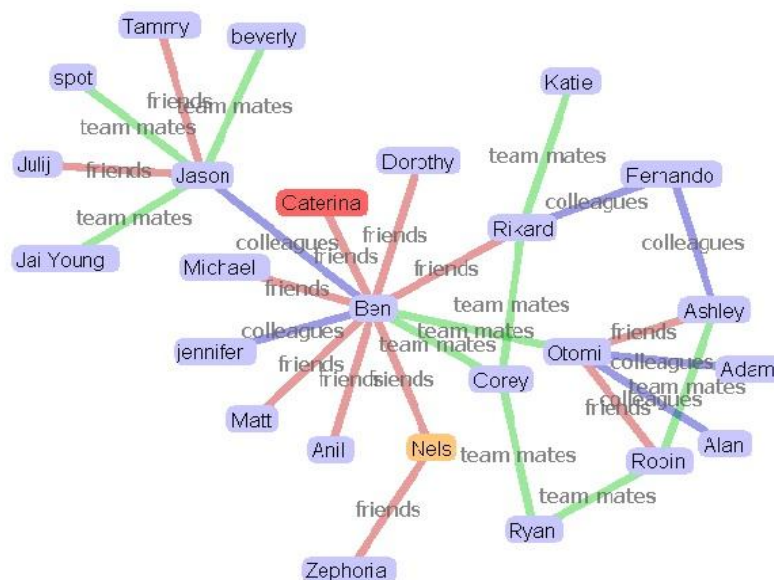 Tammy
beverly
spot
friends
team mates
team mates
Katie
Julij
friends
Jason
Dorothy
team mates
Fernando
Caterina
team mates
Rikard
colleagues
Jai Young
Michael
colleagues
friends
friends
friends
colleagues
friends
Ben
team mates
Ashley
jennifer
colleagues
team mates
team mates
Otomi
friends
colleagues
Adam
friends
friends
friends
Corey
team mates
colleagues
friends
Matt
Anil
Nels
team mates
Robin
Alan
team mates
friends
Ryan
Zephoria